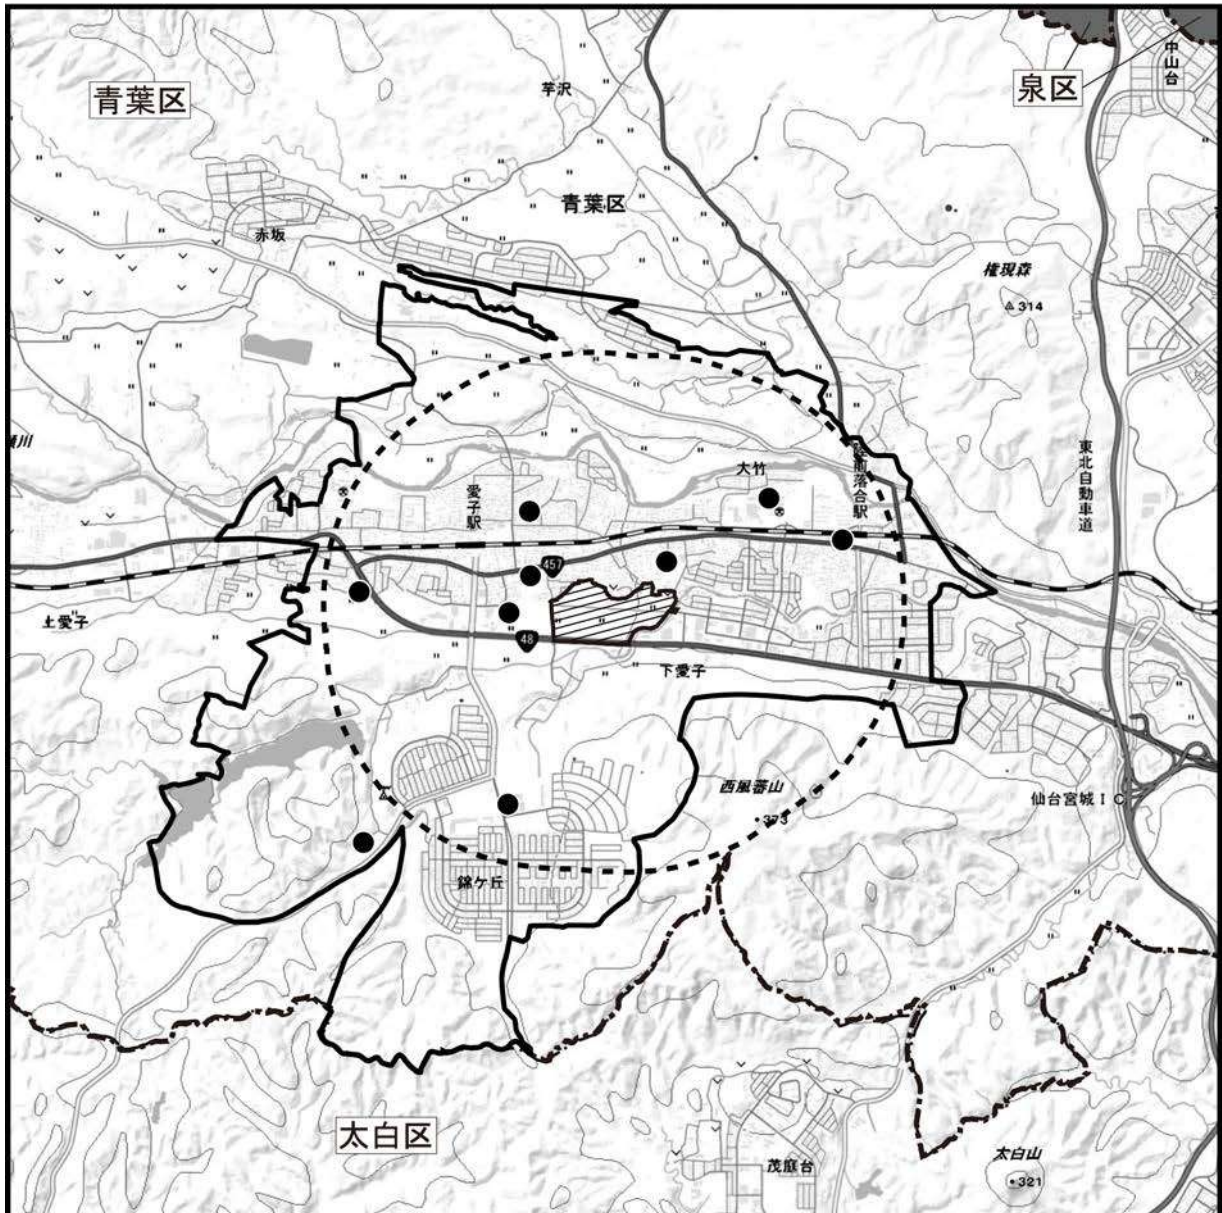 泉区
中山台
青葉区
芋沢
青葉区
赤坂
権現森
314
東北自動車道
大竹
陸前落合駅
愛子駅
457
上愛子
48
下愛子
西風蕃山
373
仙台宮城IC
錦ケ丘
太白区
茂庭台
太白山
321